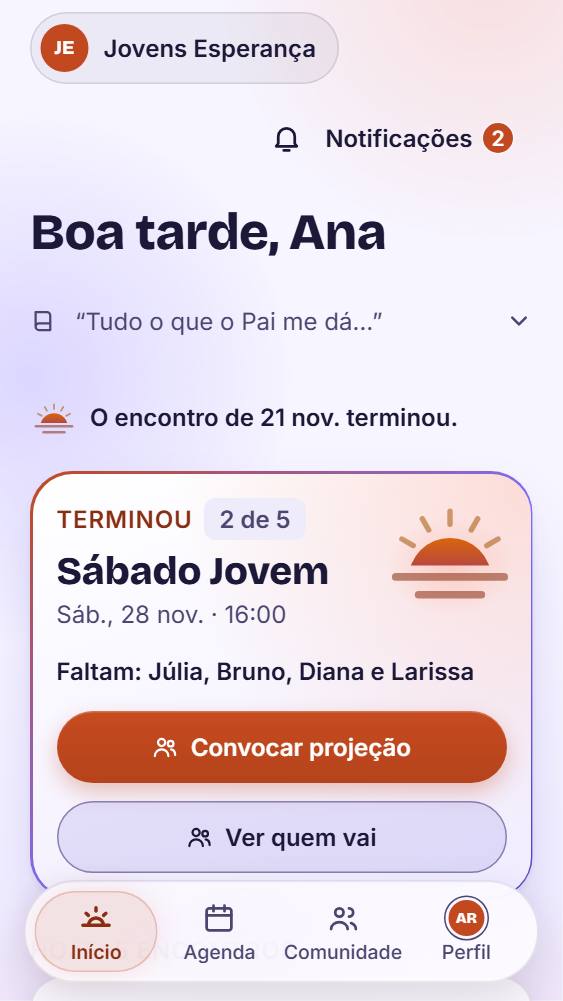 JE Jovens Esperança
Notificações 2
Boa tarde, Ana
“Tudo o que o Pai me dá...”
O encontro de 21 nov. terminou.
TERMINOU 2 de 5
Sábado Jovem
Sáb., 28 nov. · 16:00
Faltam: Júlia, Bruno, Diana e Larissa
Convocar projeção
Ver quem vai
AR
Início Agenda Comunidade Perfil